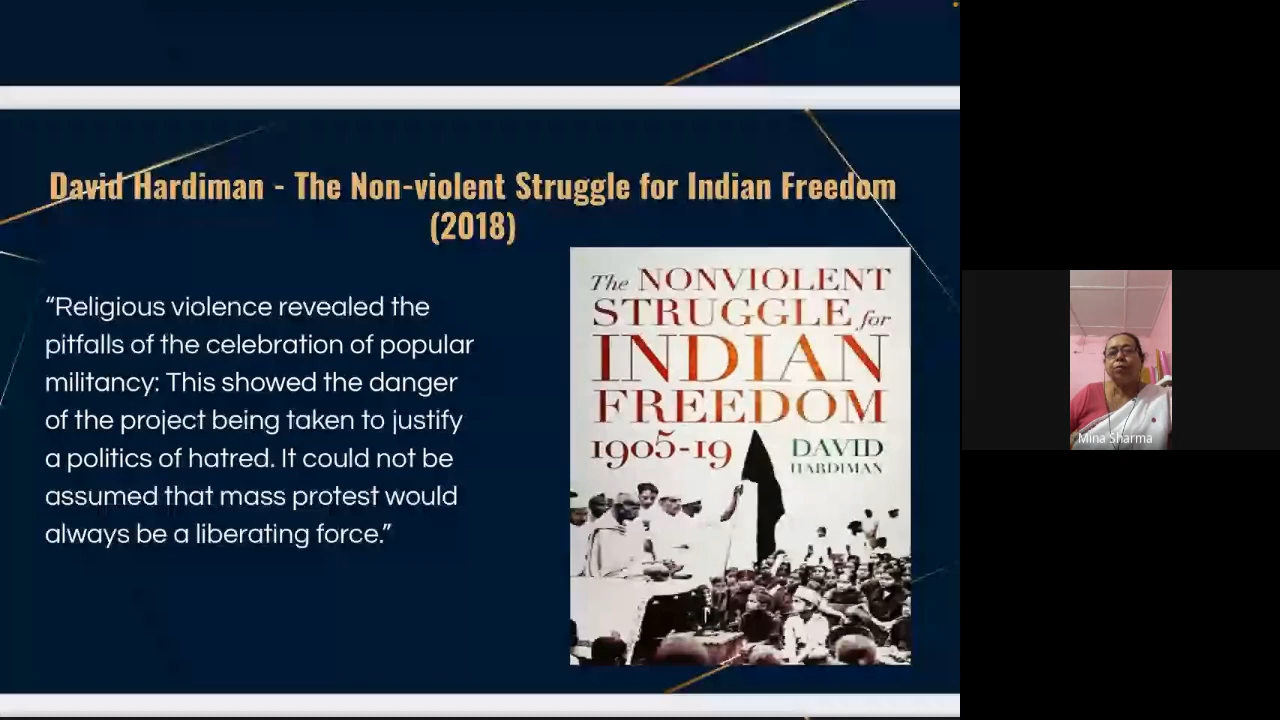 David Hardiman - The Non-violent Struggle for Indian Freedom
(2018)
“Religious violence revealed the
pitfalls of the celebration of popular
militancy: This showed the danger
of the project being taken to justify
a politics of hatred. It could not be
assumed that mass protest would
always be a liberating force.”
The NONVIOLENT
STRUGGLE for
INDIAN
FREEDOM
1905-19
DAVID
HARDIMAN
Mina Sharma